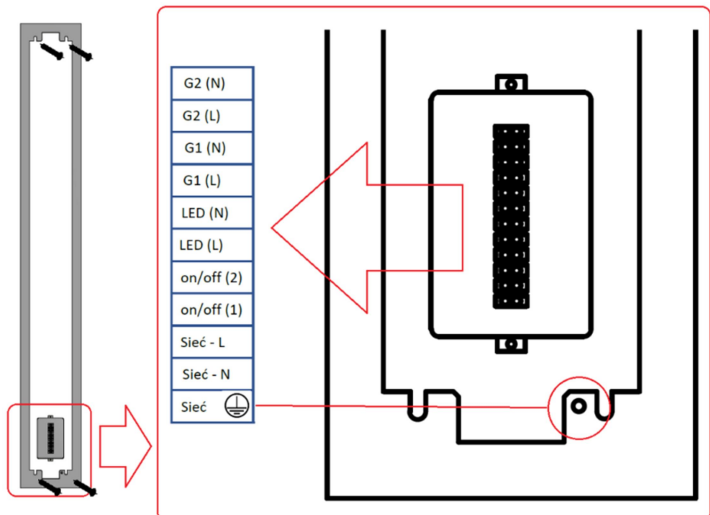 G2 (N)
G2 (L)
G1 (N)
G1 (L)
LED (N)
LED (L)
on/off (2)
on/off (1)
Sieć - L
Sieć - N
Sieć